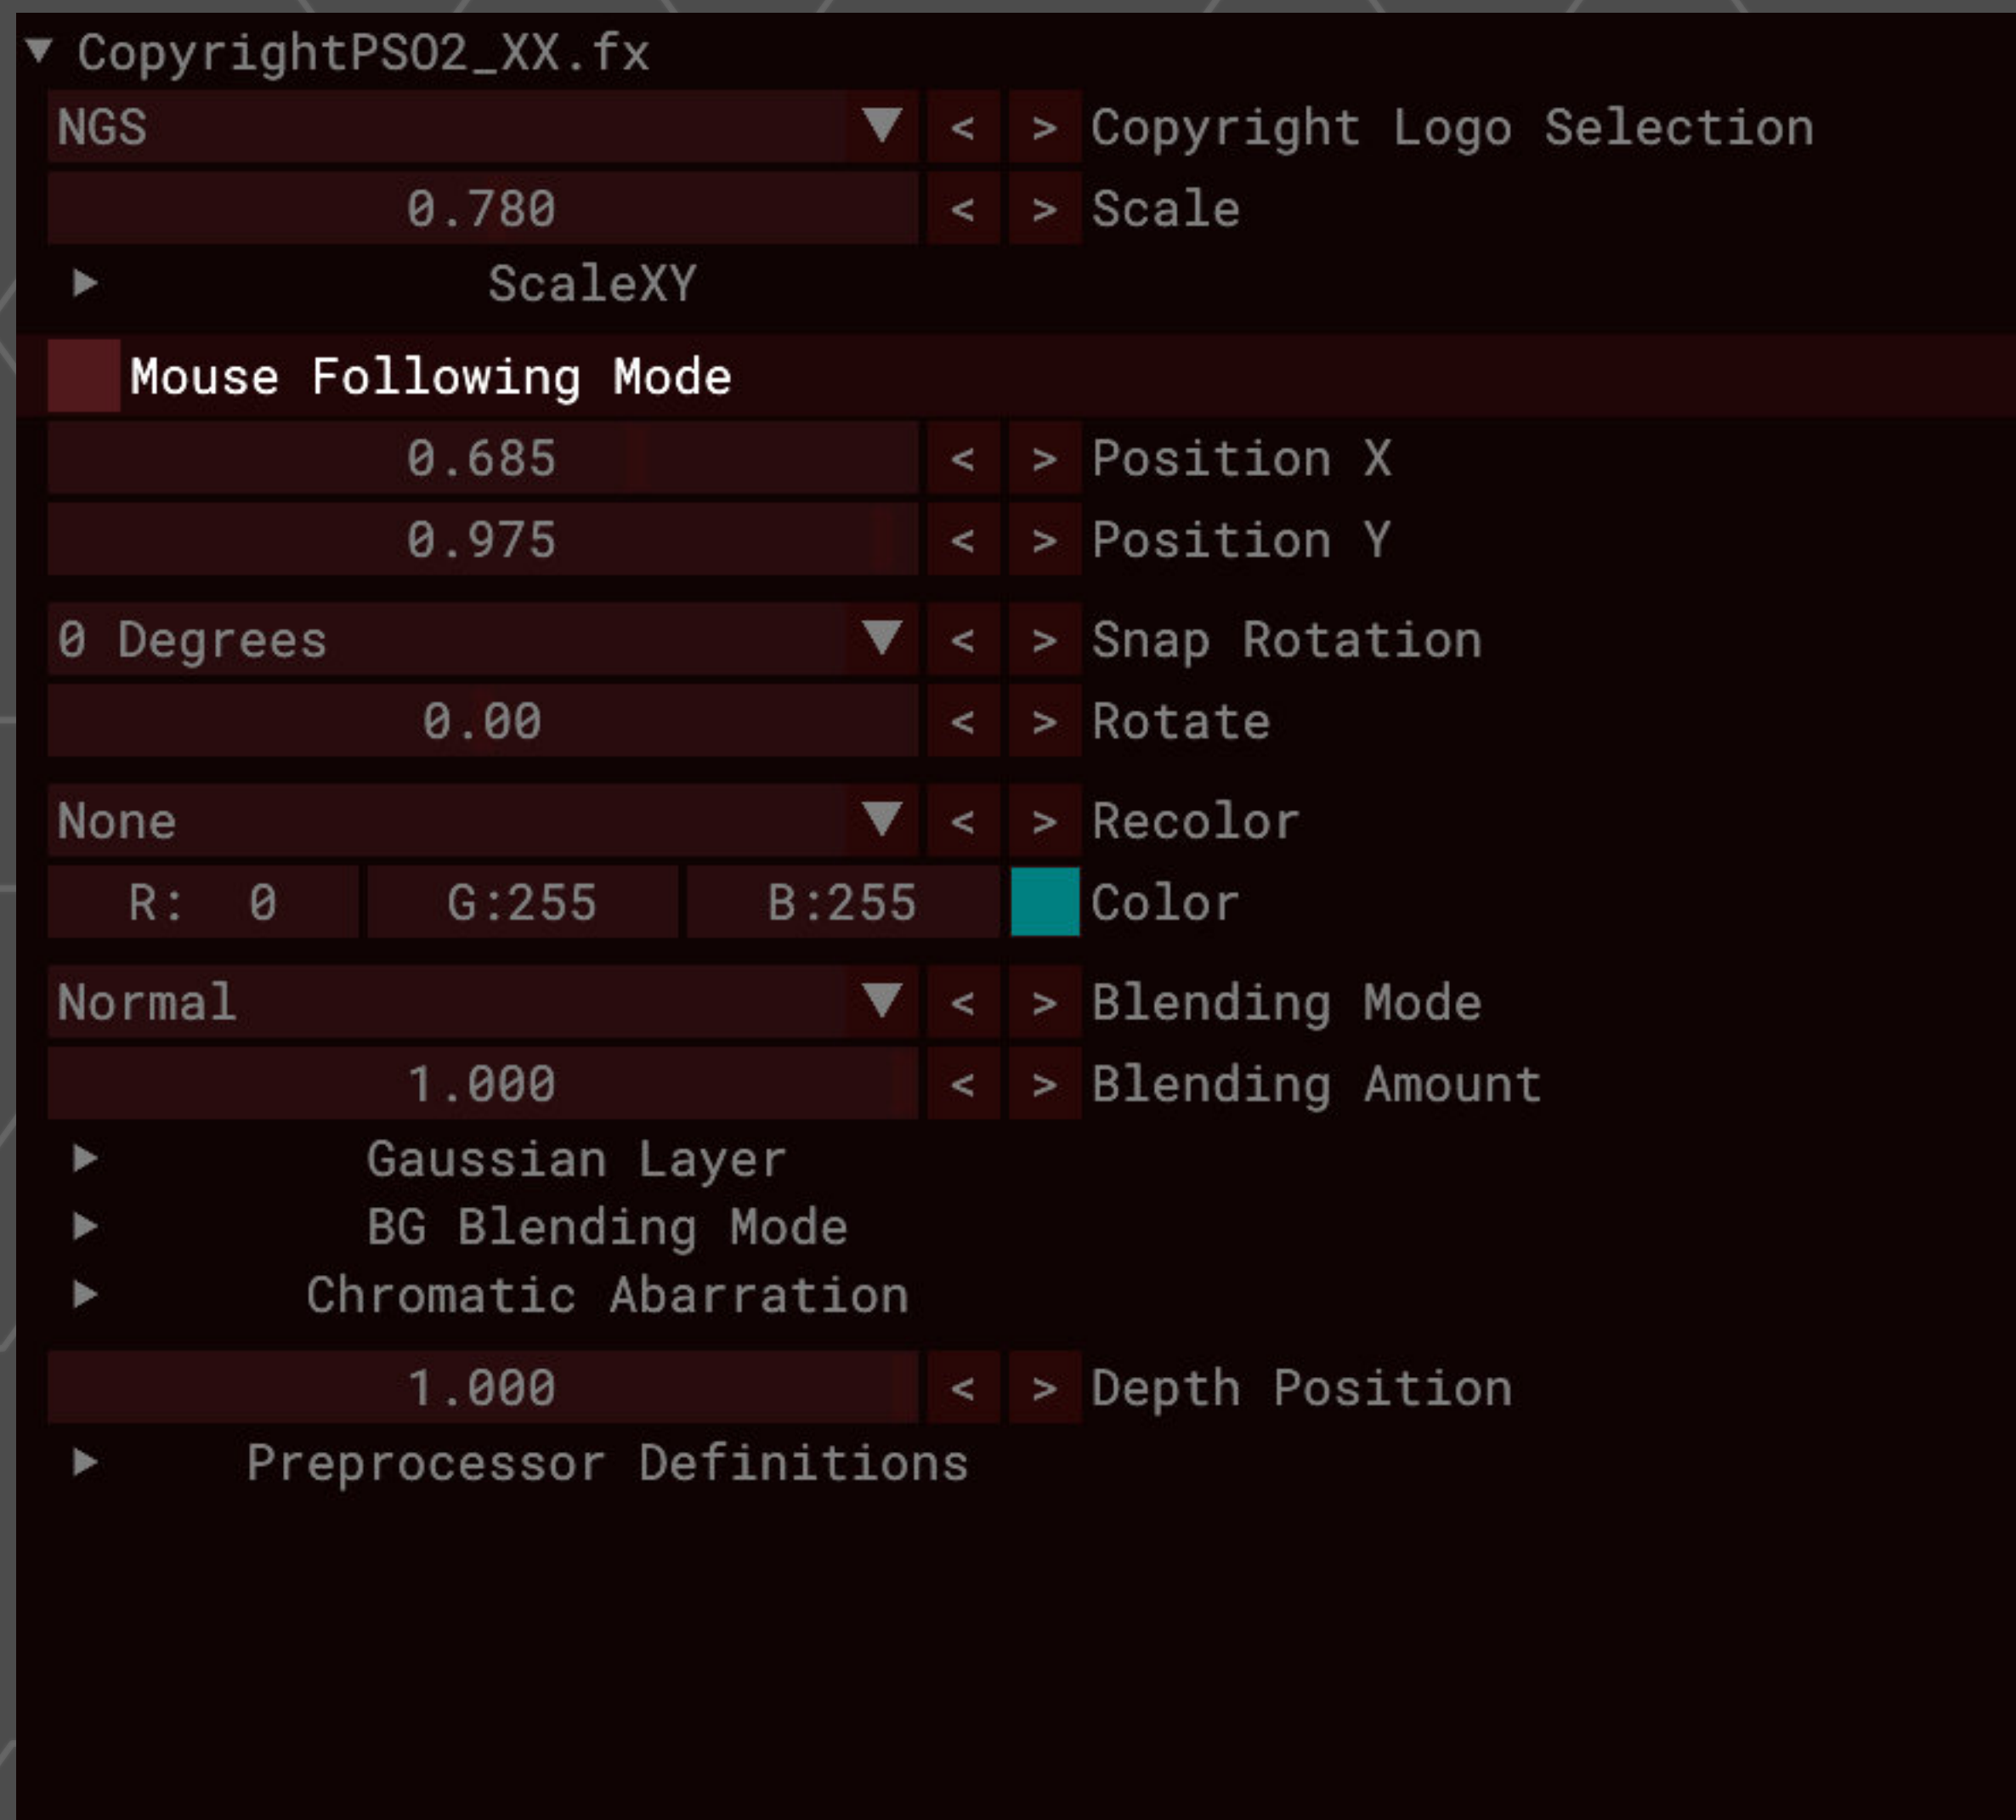 CopyrightPSO2_XX.fx
NGS < > Copyright Logo Selection
0.780 < > Scale
ScaleXY
Mouse Following Mode
0.685 < > Position X
0.975 < > Position Y
0 Degrees < > Snap Rotation
0.00 < > Rotate
None < > Recolor
R: 0 G:255 B:255 Color
Normal < > Blending Mode
1.000 < > Blending Amount
Gaussian Layer
BG Blending Mode
Chromatic Abarration
1.000 < > Depth Position
Preprocessor Definitions